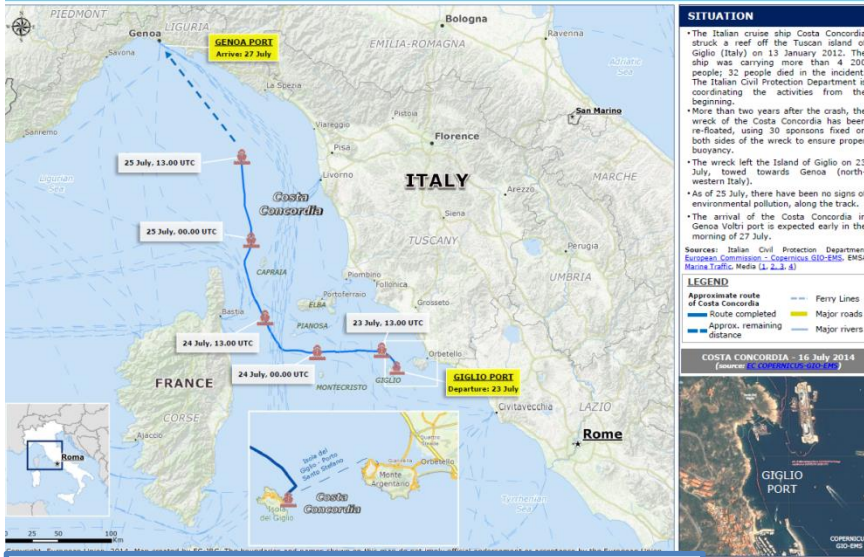 PIEDMONT
LIGURIA
Genoa
Savona
GENOA PORT
Arrive: 27 July
Bologna
EMILIA-ROMAGNA
Ravenna
Adriatic
Sea
La Spezia
Sanremo
Ligurian Sea
Viareggio
Pistoia
Pisa
Florence
San Marino
25 July, 13.00 UTC
Livorno
ITALY
MARCHE
Arezzo
Costa
Concordia
Siena
25 July, 00.00 UTC
TUSCANY
Perugia
CAPRAIA
UMBRIA
Piombino
Follonica
Portoferraio
Bastia
ELBA
Grosseto
PIANOSA
23 July, 13.00 UTC
24 July, 13.00 UTC
Orbetello
24 July, 00.00 UTC
GIGLIO
MONTECRISTO
FRANCE
GIGLIO PORT
Departure: 23 July
CORSE
Civitavecchia
LAZIO
Ajaccio
Rome
Roma
Isola del
Giglio - Porto
Santo Stefano
Orbetello
Monte
Argentario
Costa
Concordia
Isola
del Giglio
Tyrrhenian
Sea
0 25 50 100
Km
SITUATION
•The Italian cruise ship Costa Concordia
struck a reef off the Tuscan island of
Giglio (Italy) on 13 January 2012. The
ship was carrying more than 4 200
people; 32 people died in the incident.
The Italian Civil Protection Department is
coordinating the activities from the
beginning.
•More than two years after the crash, the
wreck of the Costa Concordia has been
re-floated, using 30 sponsons fixed on
both sides of the wreck to ensure proper
buoyancy.
•The wreck left the Island of Giglio on 23
July, towed towards Genoa (north-
western Italy).
•As of 25 July, there have been no signs of
environmental pollution, along the track.
•The arrival of the Costa Concordia in
Genoa Voltri port is expected early in the
morning of 27 July.
Sources: Italian Civil Protection Department
European Commission - Copernicus GIO-EMS, EMSA
Marine Traffic, Media (1, 2, 3, 4)
LEGEND
Approximate route
of Costa Concordia
Route completed
Approx. remaining
distance
Ferry Lines
Major roads
Major rivers
COSTA CONCORDIA - 16 July 2014
(source: EC COPERNICUS-GIO-EMS)
GIGLIO
PORT
COPERNICUS
GIO-EMS